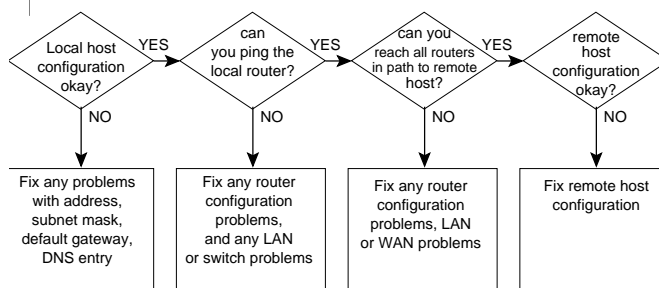 Local host
configuration
okay?
YES
can
you ping the
local router?
YES
can you
reach all routers
in path to remote
host?
YES
remote
host
configuration
okay?
NO
NO
NO
NO
Fix any problems
with address,
subnet mask,
default gateway,
DNS entry
Fix any router
configuration
problems,
and any LAN
or switch problems
Fix any router
configuration
problems, LAN
or WAN problems
Fix remote host
configuration